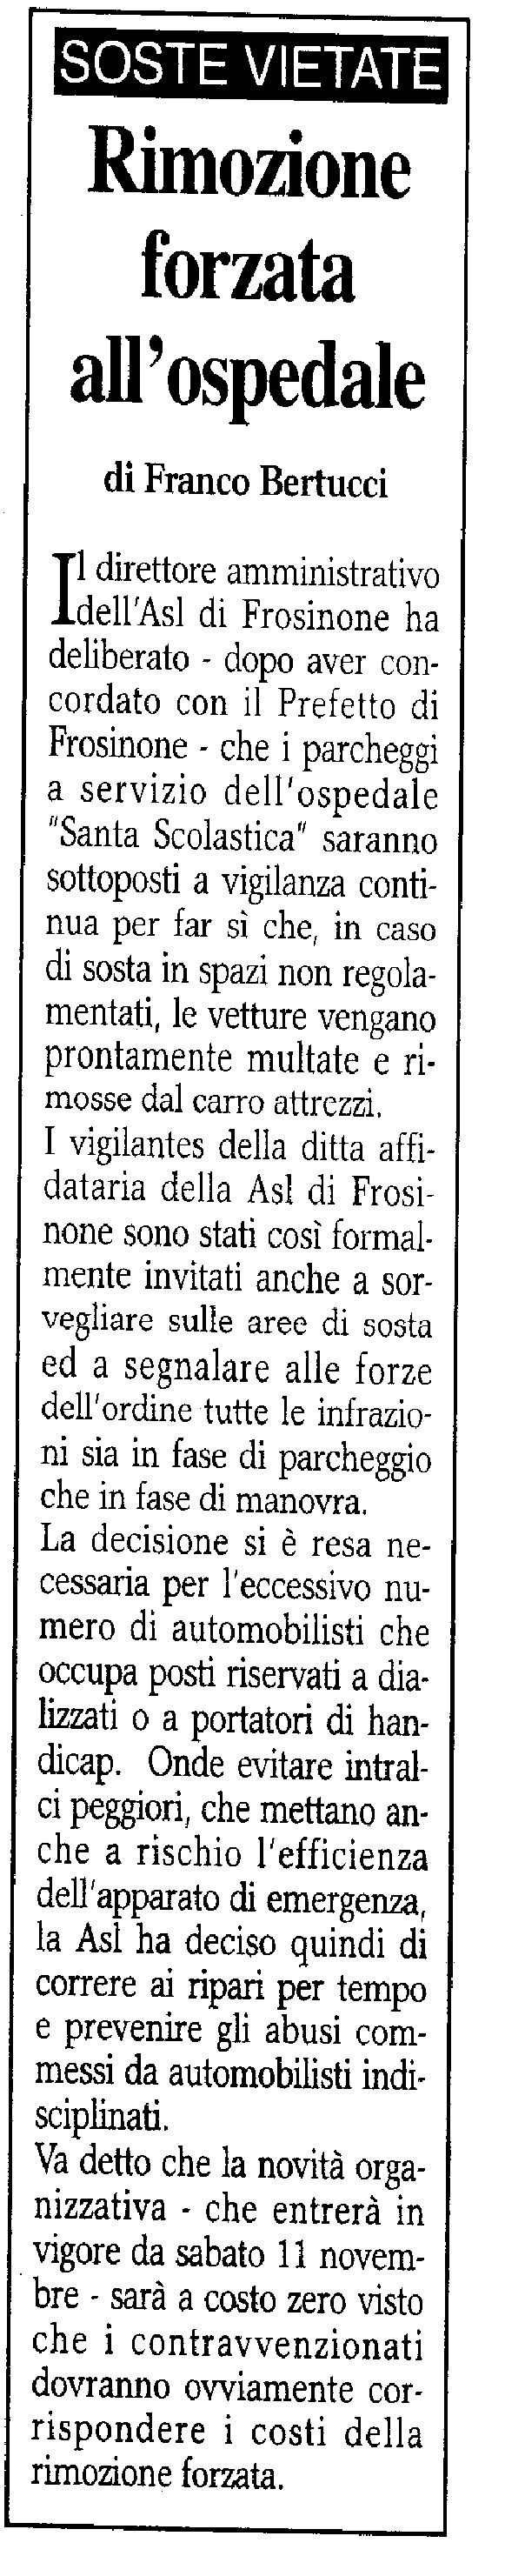 SOSTE VIETATE
Rimozione
forzata
all'ospedale
di Franco Bertucci
Il direttore amministrativo
dell'Asl di Frosinone ha
deliberato - dopo aver con-
cordato con il Prefetto di
Frosinone - che i parcheggi
a servizio dell'ospedale
"Santa Scolastica" saranno
sottoposti a vigilanza conti-
nua per far sì che, in caso
di sosta in spazi non regola-
mentati, le vetture vengano
prontamente multate e ri-
mosse dal carro attrezzi.
I vigilantes della ditta affi-
dataria della Asl di Frosi-
none sono stati così formal-
mente invitati anche a sor-
vegliare sulle aree di sosta
ed a segnalare alle forze
dell'ordine tutte le infrazio-
ni sia in fase di parcheggio
che in fase di manovra.
La decisione si è resa ne-
cessaria per l'eccessivo nu-
mero di automobilisti che
occupa posti riservati a dia-
lizzati o a portatori di han-
dicap. Onde evitare intral-
ci peggiori, che mettano an-
che a rischio l'efficienza
dell'apparato di emergenza,
la Asl ha deciso quindi di
correre ai ripari per tempo
e prevenire gli abusi com-
messi da automobilisti indi-
sciplinati.
Va detto che la novità orga-
nizzativa - che entrerà in
vigore da sabato 11 novem-
bre - sarà a costo zero visto
che i contravvenzionati
dovranno ovviamente cor-
rispondere i costi della
rimozione forzata.